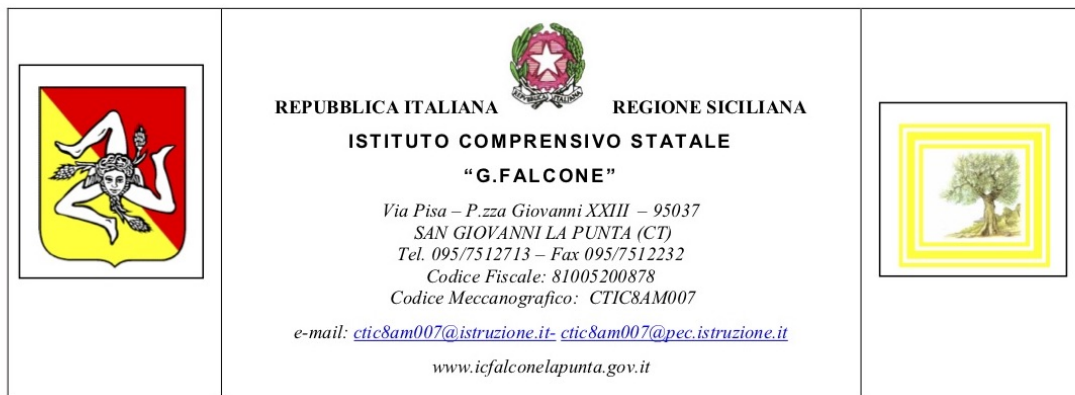 REPUBBLICA ITALIANA REGIONE SICILIANA
ISTITUTO COMPRENSIVO STATALE
“G.FALCONE”
Via Pisa – P.zza Giovanni XXIII – 95037
SAN GIOVANNI LA PUNTA (CT)
Tel. 095/7512713 – Fax 095/7512232
Codice Fiscale: 81005200878
Codice Meccanografico: CTIC8AM007
e-mail: ctic8am007@istruzione.it- ctic8am007@pec.istruzione.it
www.icfalconelapunta.gov.it